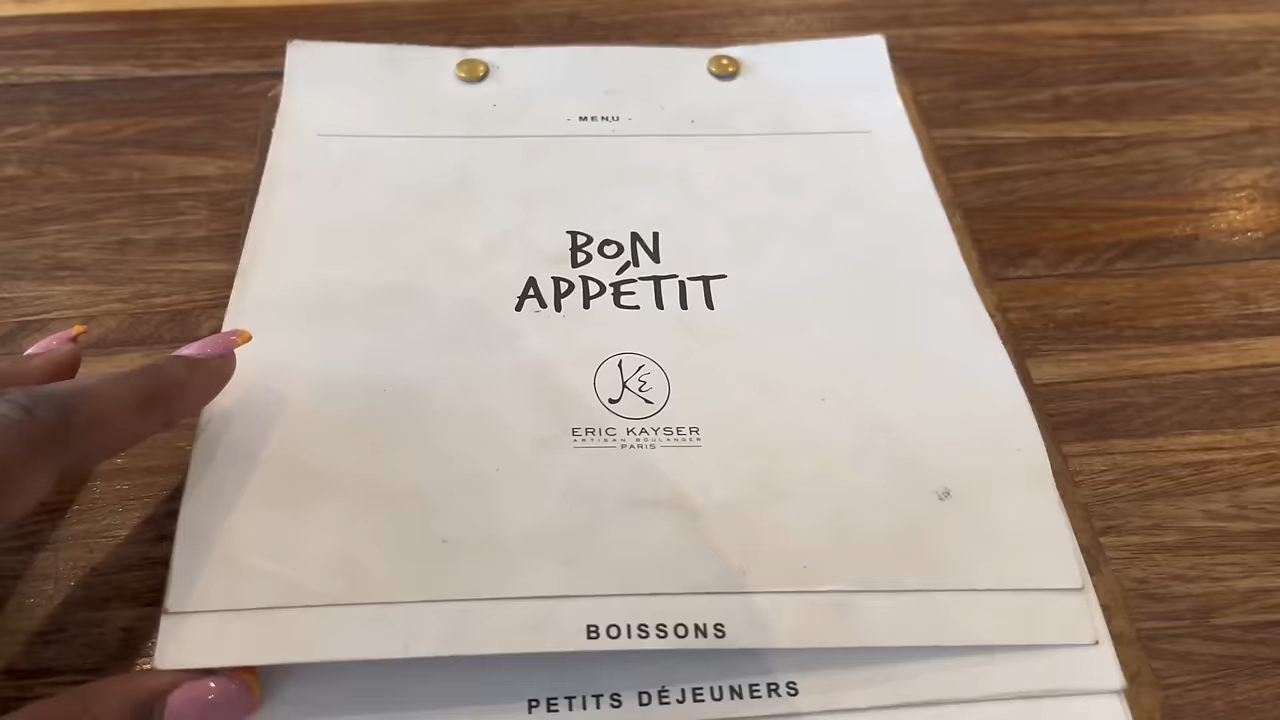 - MENU -
BON
APPÉTIT
KE
ERIC KAYSER
ARTISAN BOULANGER
PARIS
BOISSONS
PETITS DÉJEUNERS